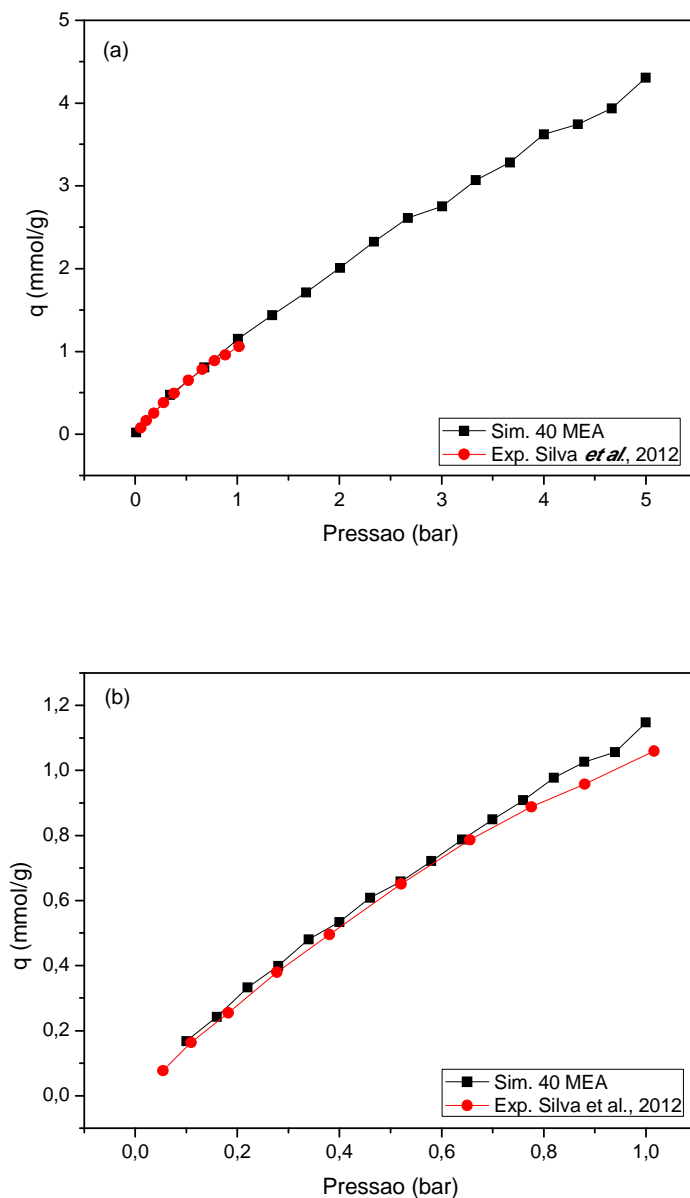 (a)
5
4
3
2
1
0
q (mmol/g)
Sim. 40 MEA
Exp. Silva et al., 2012
0 1 2 3 4 5
Pressao (bar)
(b)
1,2
1,0
0,8
0,6
0,4
0,2
0,0
q (mmol/g)
Sim. 40 MEA
Exp. Silva et al., 2012
0,0 0,2 0,4 0,6 0,8 1,0
Pressao (bar)